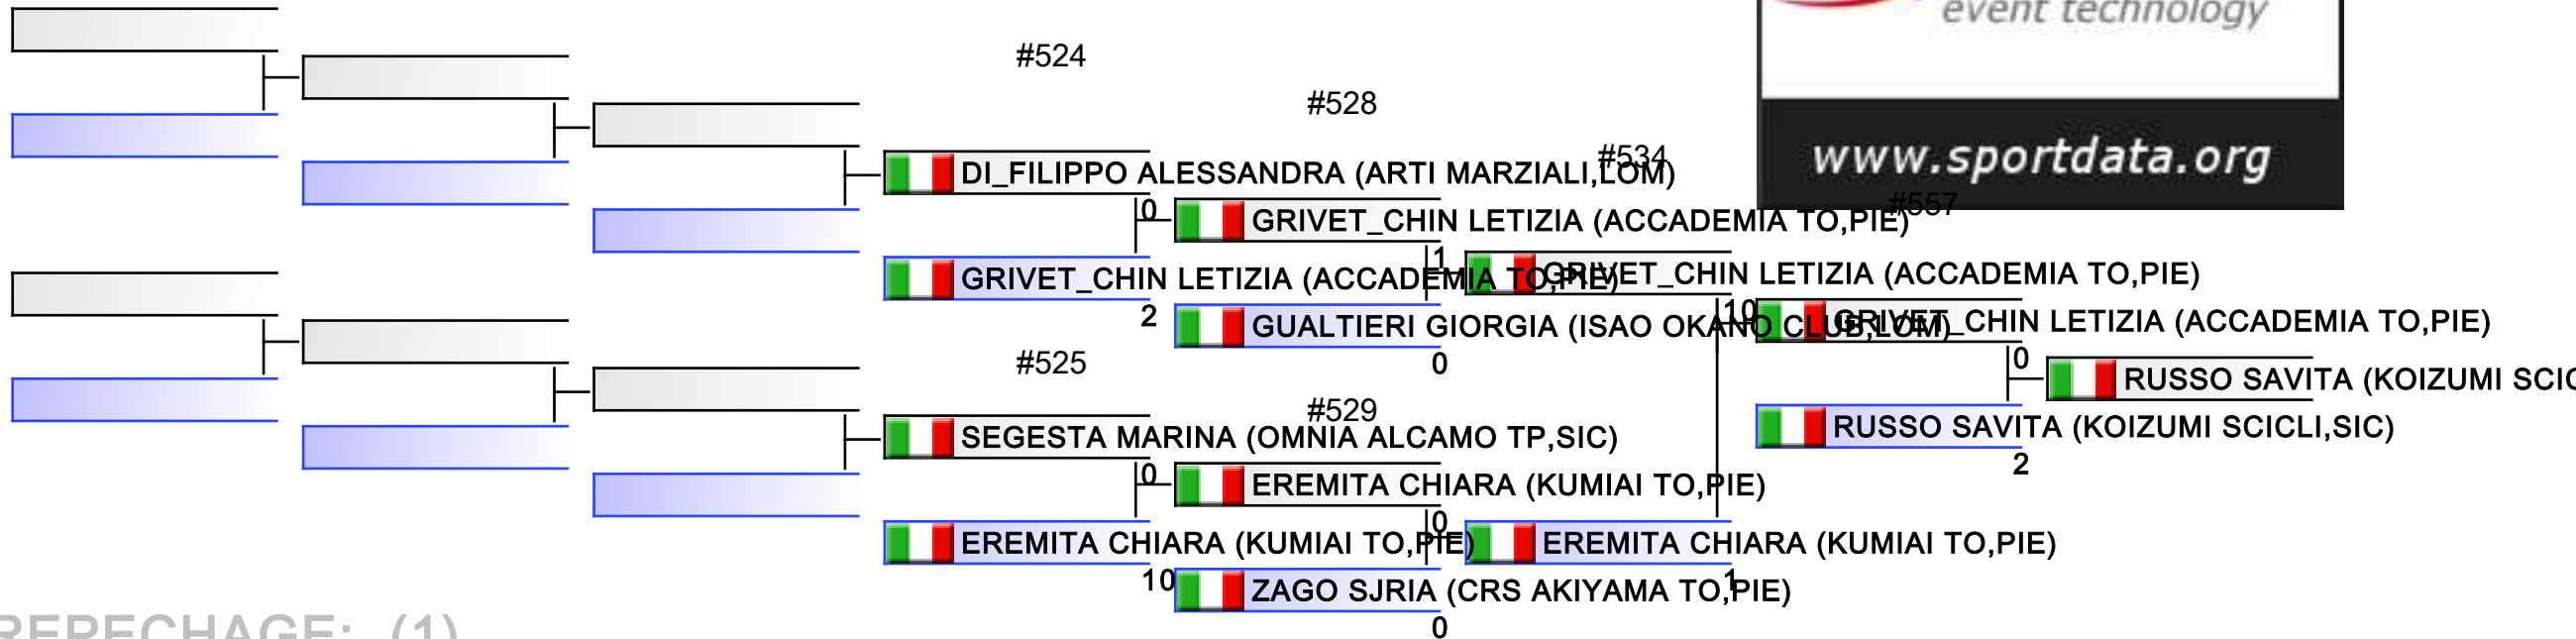 event technology
#524
#528
www.sportdata.org
#534
DI_FILIPPO ALESSANDRA (ARTI MARZIALI,LOM)
#557
0
GRIVET_CHIN LETIZIA (ACCADEMIA TO,PIE)
1
GRIVET_CHIN LETIZIA (ACCADEMIA TO,PIE)
GRIVET_CHIN LETIZIA (ACCADEMIA TO,PIE)
2
10
GUALTIERI GIORGIA (ISAO OKANO CLUB,LOM)
GRIVET_CHIN LETIZIA (ACCADEMIA TO,PIE)
#525
0
0
RUSSO SAVITA (KOIZUMI SCIC
#529
SEGESTA MARINA (OMNIA ALCAMO TP,SIC)
RUSSO SAVITA (KOIZUMI SCICLI,SIC)
0
2
EREMITA CHIARA (KUMIAI TO,PIE)
0
EREMITA CHIARA (KUMIAI TO,PIE)
EREMITA CHIARA (KUMIAI TO,PIE)
10
1
ZAGO SJRIA (CRS AKIYAMA TO,PIE)
0
REPECHAGE: (1)